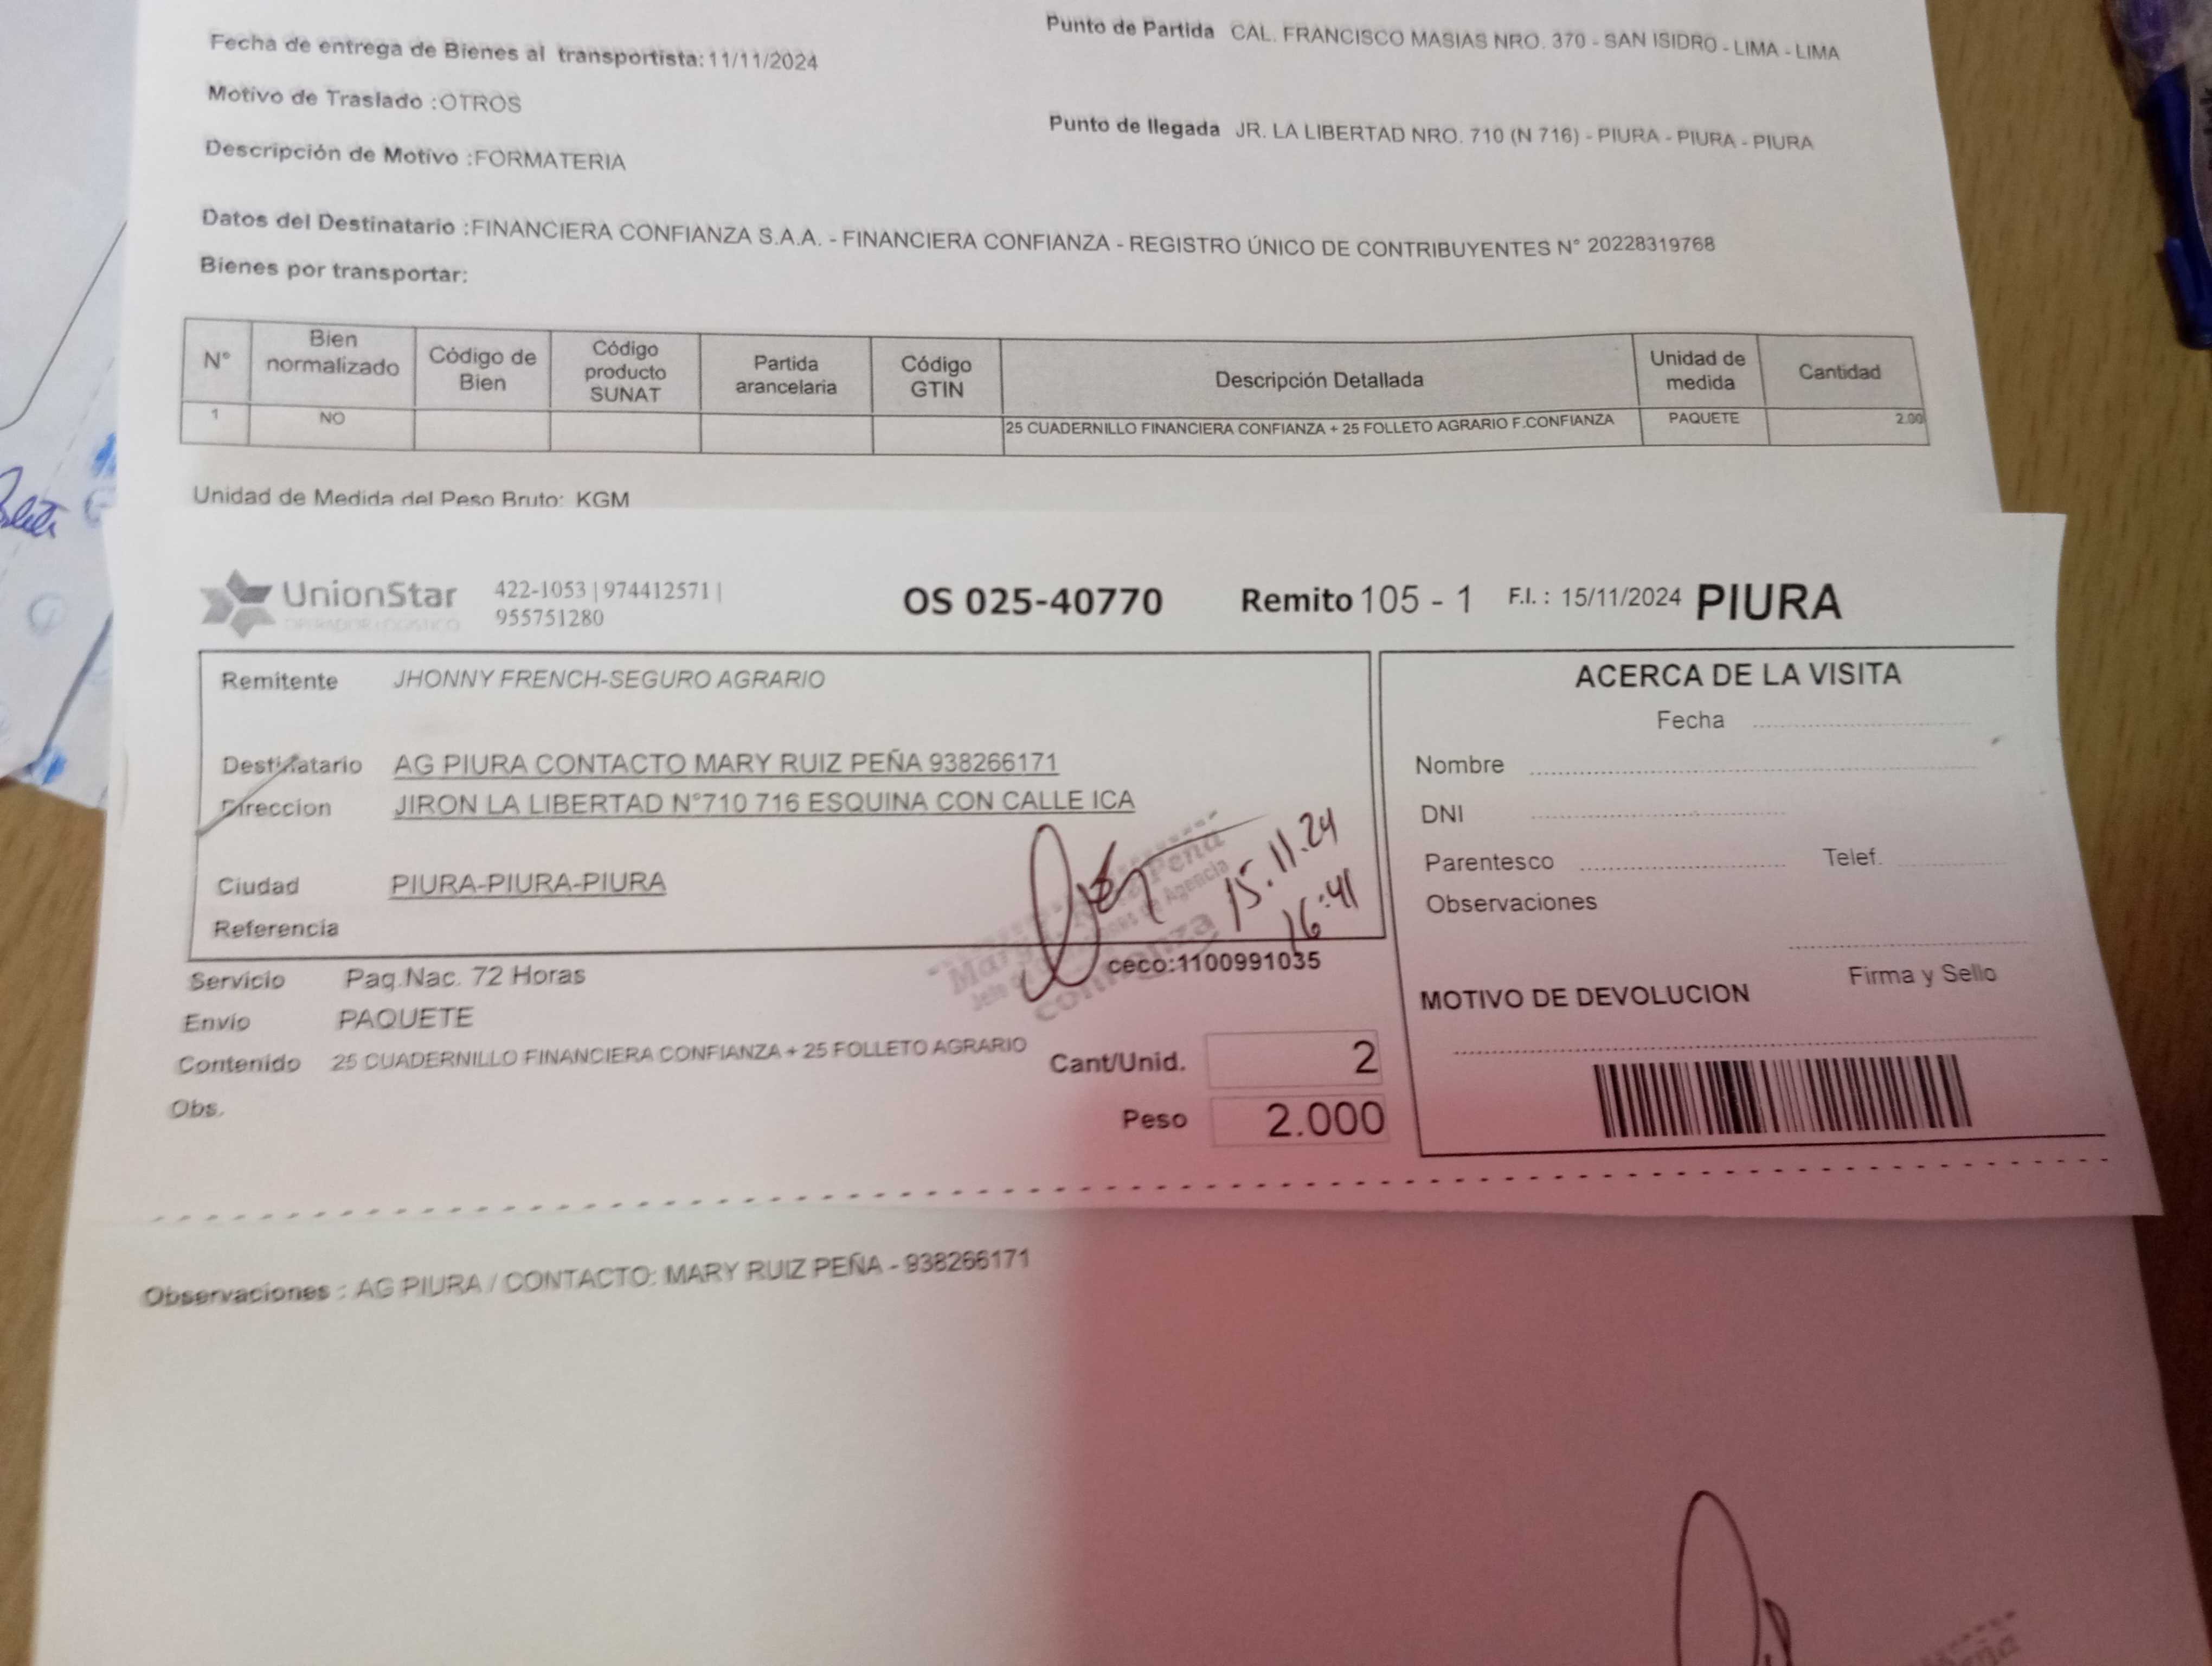 Fecha de entrega de Bienes al transportista: 11/11/2024
Punto de Partida CAL. FRANCISCO MASIAS NRO. 370 - SAN ISIDRO - LIMA - LIMA
Motivo de Traslado :OTROS
Punto de llegada JR. LA LIBERTAD NRO. 710 (N 716) - PIURA - PIURA - PIURA
Descripción de Motivo :FORMATERIA
Datos del Destinatario :FINANCIERA CONFIANZA S.A.A. - FINANCIERA CONFIANZA - REGISTRO ÚNICO DE CONTRIBUYENTES N° 20228319768
Bienes por transportar:
N° Bien normalizado Código de Bien Código producto SUNAT Partida arancelaria Código GTIN Descripción Detallada Unidad de medida Cantidad
1 NO 25 CUADERNILLO FINANCIERA CONFIANZA + 25 FOLLETO AGRARIO F.CONFIANZA PAQUETE 2.00
Unidad de Medida del Peso Bruto: KGM
UnionStar
OPERADOR LOGISTICO
422-1053 | 974412571 |
955751280
OS 025-40770 Remito 105 - 1 F.I. : 15/11/2024 PIURA
Remitente JHONNY FRENCH-SEGURO AGRARIO
Destinatario AG PIURA CONTACTO MARY RUIZ PEÑA 938266171
Direccion JIRON LA LIBERTAD N°710 716 ESQUINA CON CALLE ICA
Ciudad PIURA-PIURA-PIURA
Referencia
15.11.24
16:41
Mary Peña
Jefe de Agencia
confianza
ceco:1100991035
Servicio Paq.Nac. 72 Horas
Envío PAQUETE
Contenido 25 CUADERNILLO FINANCIERA CONFIANZA + 25 FOLLETO AGRARIO
Obs.
Cant/Unid. 2
Peso 2.000
ACERCA DE LA VISITA
Fecha
Nombre
DNI
Parentesco Telef.
Observaciones
Firma y Sello
MOTIVO DE DEVOLUCION
Observaciones : AG PIURA / CONTACTO: MARY RUIZ PEÑA - 938266171